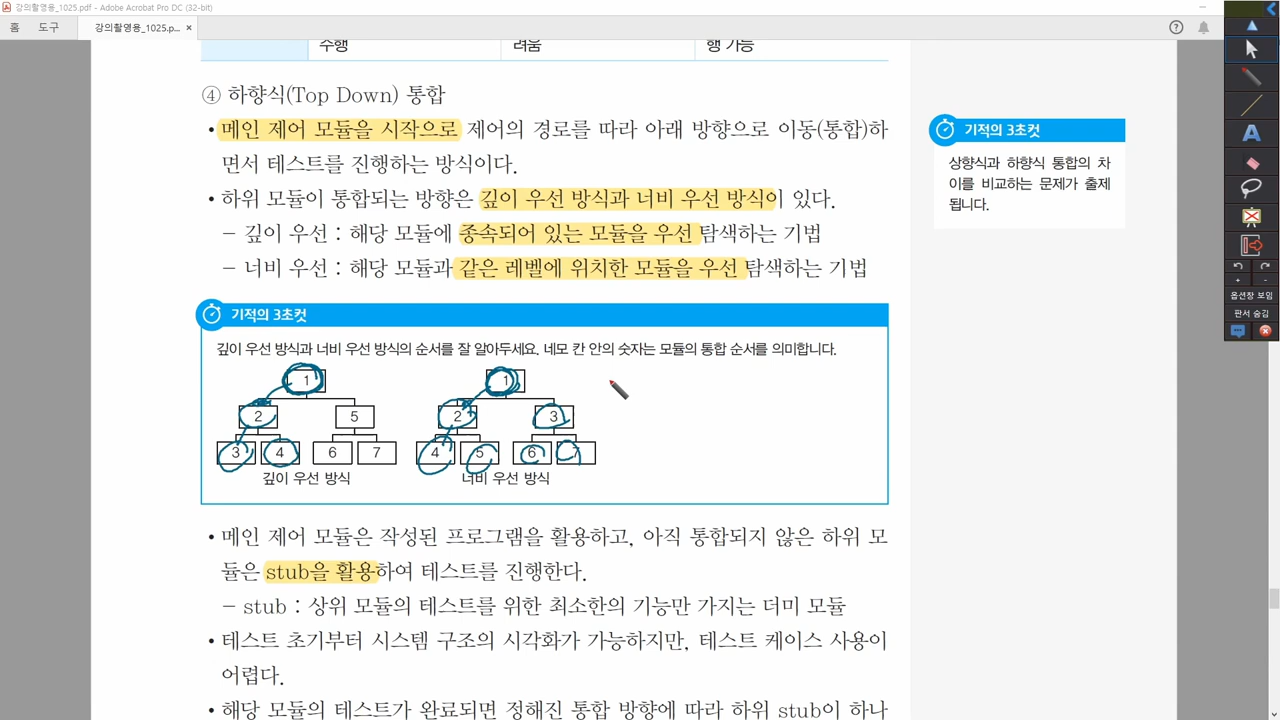 강의촬영용_1025.pdf - Adobe Acrobat Pro DC (32-bit)
홈 도구 강의촬영용_1025.p... ×
수행 려움 행 가능
④ 하향식(Top Down) 통합
• 메인 제어 모듈을 시작으로 제어의 경로를 따라 아래 방향으로 이동(통합)하
면서 테스트를 진행하는 방식이다.
• 하위 모듈이 통합되는 방향은 깊이 우선 방식과 너비 우선 방식이 있다.
– 깊이 우선 : 해당 모듈에 종속되어 있는 모듈을 우선 탐색하는 기법
– 너비 우선 : 해당 모듈과 같은 레벨에 위치한 모듈을 우선 탐색하는 기법
기적의 3초컷
깊이 우선 방식과 너비 우선 방식의 순서를 잘 알아두세요. 네모 칸 안의 숫자는 모듈의 통합 순서를 의미합니다.
1 1
2 5 2 3
3 4 6 7 4 5 6 7
깊이 우선 방식 너비 우선 방식
• 메인 제어 모듈은 작성된 프로그램을 활용하고, 아직 통합되지 않은 하위 모
듈은 stub을 활용하여 테스트를 진행한다.
– stub : 상위 모듈의 테스트를 위한 최소한의 기능만 가지는 더미 모듈
• 테스트 초기부터 시스템 구조의 시각화가 가능하지만, 테스트 케이스 사용이
어렵다.
• 해당 모듈의 테스트가 완료되면 정해진 통합 방향에 따라 하위 stub이 하나
기적의 3초컷
상향식과 하향식 통합의 차
이를 비교하는 문제가 출제
됩니다.
A
+ -
옵션창 보임
판서 숨김